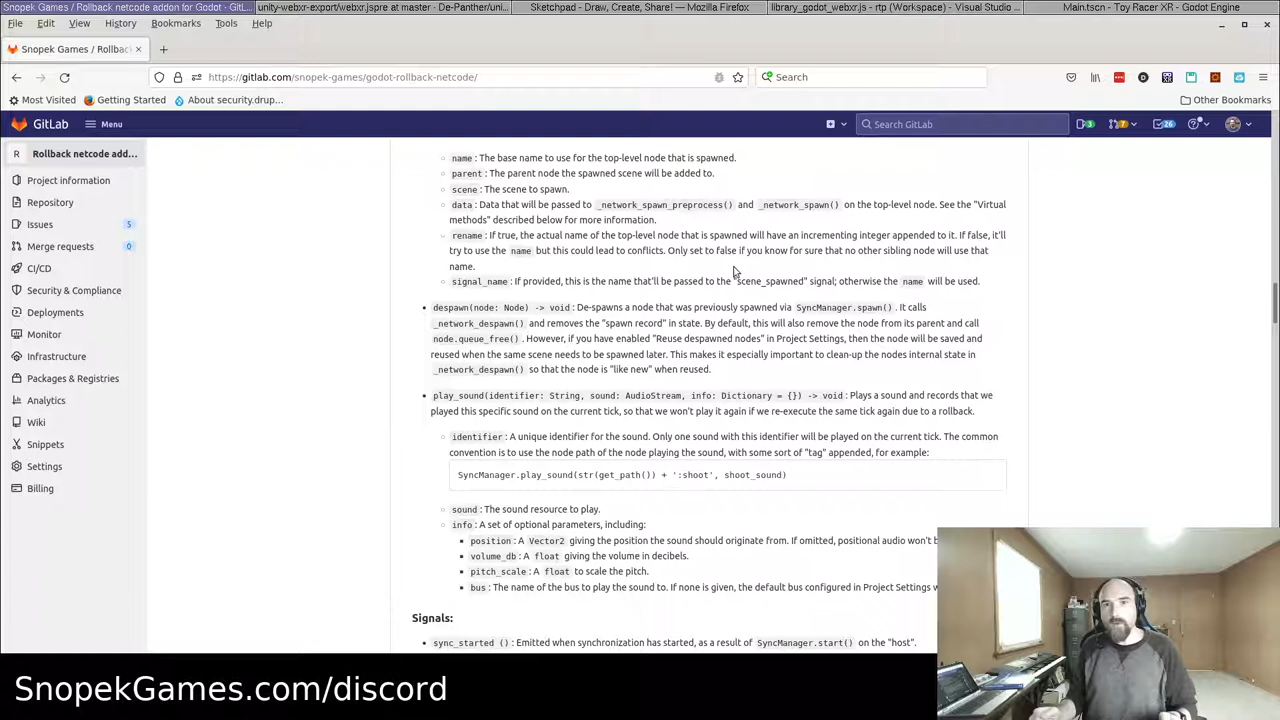 Snopek Games / Rollback netcode addon for Godot · GitL...
unity-webxr-export/webxr.jspre at master · De-Panther/uni...
Sketchpad - Draw, Create, Share! — Mozilla Firefox
library_godot_webxr.js - rtp (Workspace) - Visual Studio ...
Main.tscn - Toy Racer XR - Godot Engine
File Edit View History Bookmarks Tools Help
Snopek Games / Rollback
https://gitlab.com/snopek-games/godot-rollback-netcode/
Search
Most Visited Getting Started About security.drup... Other Bookmarks
GitLab Menu Search GitLab 3 7 26
R Rollback netcode add...
Project information
Repository
Issues 5
Merge requests 0
CI/CD
Security & Compliance
Deployments
Monitor
Infrastructure
Packages & Registries
Analytics
Wiki
Snippets
Settings
Billing
name : The base name to use for the top-level node that is spawned.
parent : The parent node the spawned scene will be added to.
scene : The scene to spawn.
data : Data that will be passed to _network_spawn_preprocess() and _network_spawn() on the top-level node. See the "Virtual
methods" described below for more information.
rename : If true, the actual name of the top-level node that is spawned will have an incrementing integer appended to it. If false, it'll
try to use the name but this could lead to conflicts. Only set to false if you know for sure that no other sibling node will use that
name.
signal_name : If provided, this is the name that'll be passed to the "scene_spawned" signal; otherwise the name will be used.
despawn(node: Node) -> void : De-spawns a node that was previously spawned via SyncManager.spawn() . It calls
_network_despawn() and removes the "spawn record" in state. By default, this will also remove the node from its parent and call
node.queue_free() . However, if you have enabled "Reuse despawned nodes" in Project Settings, then the node will be saved and
reused when the same scene needs to be spawned later. This makes it especially important to clean-up the nodes internal state in
_network_despawn() so that the node is "like new" when reused.
play_sound(identifier: String, sound: AudioStream, info: Dictionary = {}) -> void : Plays a sound and records that we
played this specific sound on the current tick, so that we won't play it again if we re-execute the same tick again due to a rollback.
identifier : A unique identifier for the sound. Only one sound with this identifier will be played on the current tick. The common
convention is to use the node path of the node playing the sound, with some sort of "tag" appended, for example:
SyncManager.play_sound(str(get_path()) + ':shoot', shoot_sound)
sound : The sound resource to play.
info : A set of optional parameters, including:
position : A Vector2 giving the position the sound should originate from. If omitted, positional audio won't b
volume_db : A float giving the volume in decibels.
pitch_scale : A float to scale the pitch.
bus : The name of the bus to play the sound to. If none is given, the default bus configured in Project Settings w
Signals:
sync_started () : Emitted when synchronization has started, as a result of SyncManager.start() on the "host".
SnopekGames.com/discord